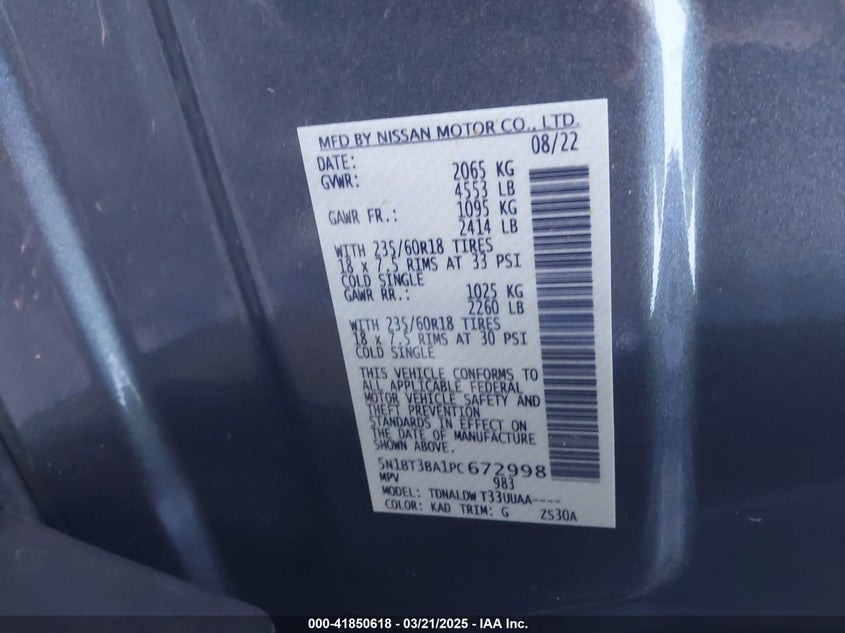 MFD BY NISSAN MOTOR CO., LTD.
DATE: 08/22
GVWR: 2065 KG
4553 LB
GAWR FR.: 1095 KG
2414 LB
WITH 235/60R18 TIRES
18 x 7.5 RIMS AT 33 PSI
COLD SINGLE
GAWR RR.: 1025 KG
2260 LB
WITH 235/60R18 TIRES
18 x 7.5 RIMS AT 30 PSI
COLD SINGLE
THIS VEHICLE CONFORMS TO
ALL APPLICABLE FEDERAL
MOTOR VEHICLE SAFETY AND
THEFT PREVENTION
STANDARDS IN EFFECT ON
THE DATE OF MANUFACTURE
SHOWN ABOVE.
5N1BT3BA1PC672998
MPV 983
MODEL: TDNALDW T33UUAA----
COLOR: KAD TRIM: G ZS30A
000-41850618 - 03/21/2025 - IAA Inc.